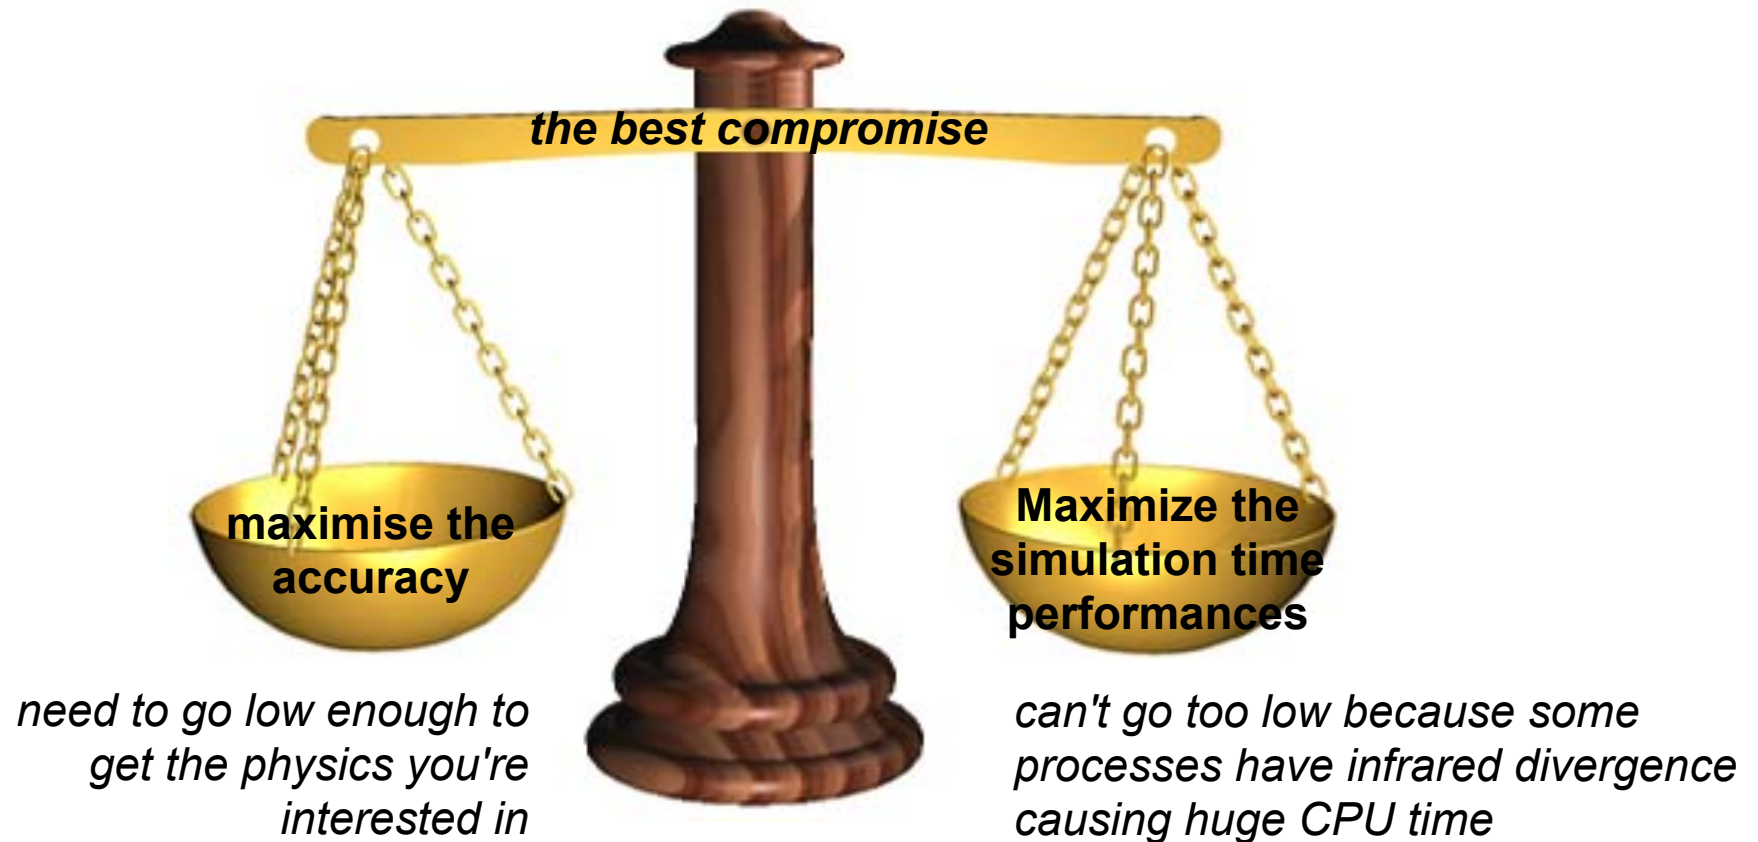 the best compromise
maximise the
accuracy
Maximize the
simulation time
performances
need to go low enough to
get the physics you're
interested in
can't go too low because some
processes have infrared divergence
causing huge CPU time